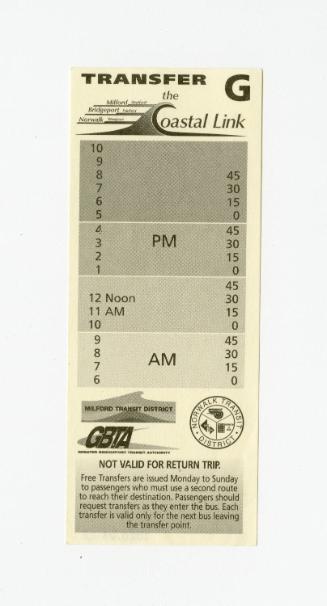 TRANSFER G
the
Milford
Bridgeport
Norwalk
Coastal Link
10
9
8 45
7 30
6 15
5 0
4 45
3 PM 30
2 15
1 0
45
12 Noon 30
11 AM 15
10 0
9 45
8 AM 30
7 15
6 0
MILFORD TRANSIT DISTRICT
NORWALK TRANSIT DISTRICT
GBTA
GREATER BRIDGEPORT TRANSIT AUTHORITY
NOT VALID FOR RETURN TRIP.
Free Transfers are issued Monday to Sunday
to passengers who must use a second route
to reach their destination. Passengers should
request transfers as they enter the bus. Each
transfer is valid only for the next bus leaving
the transfer point.